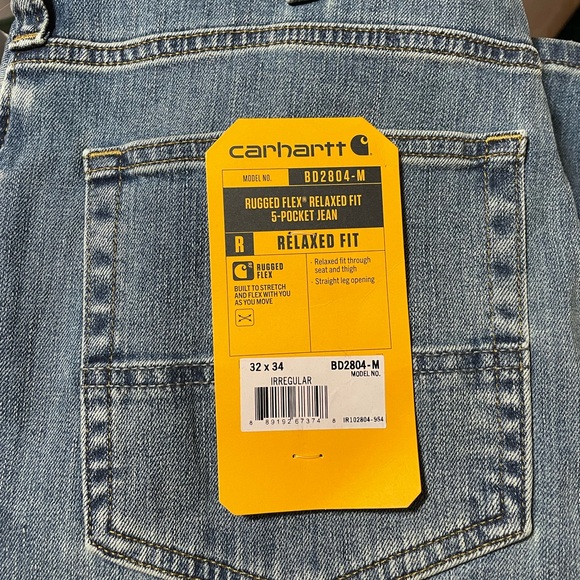 carhartt
MODEL NO. BD2804-M
RUGGED FLEX® RELAXED FIT
5-POCKET JEAN
R RELAXED FIT
RUGGED
FLEX
BUILT TO STRETCH
AND FLEX WITH YOU
AS YOU MOVE
· Relaxed fit through
seat and thigh
· Straight leg opening
32 x 34 BD2804-M
IRREGULAR MODEL NO.
8 89192 67374 8 IR102804-984